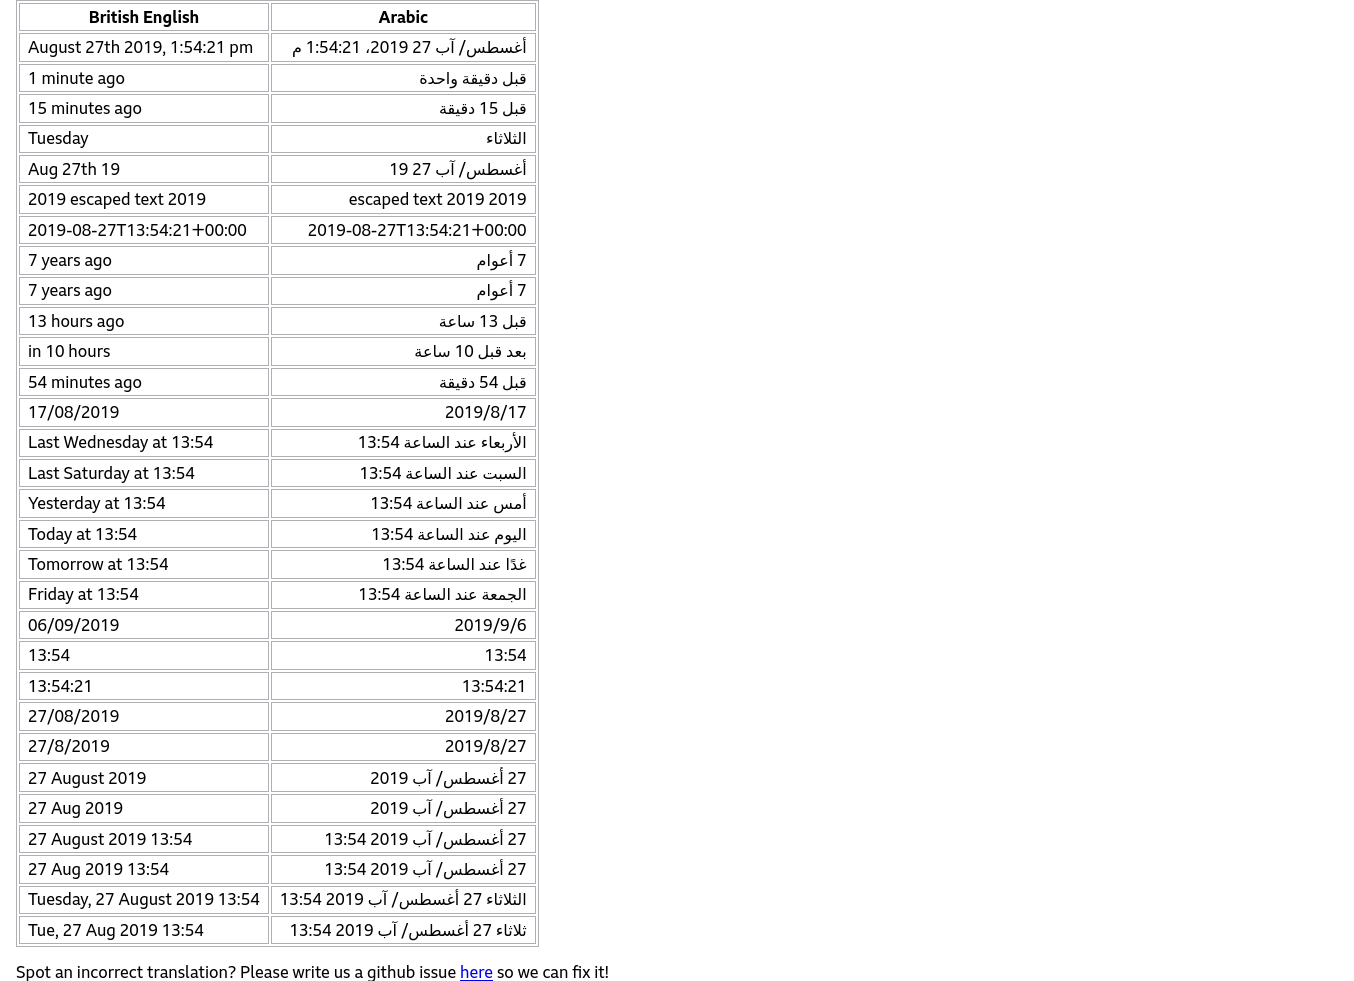 British English	Arabic
August 27th 2019, 1:54:21 pm	أغسطس/ آب 27 2019، 1:54:21 م
1 minute ago	قبل دقيقة واحدة
15 minutes ago	قبل 15 دقيقة
Tuesday	الثلاثاء
Aug 27th 19	أغسطس/ آب 27 19
2019 escaped text 2019	2019 escaped text 2019
2019-08-27T13:54:21+00:00	2019-08-27T13:54:21+00:00
7 years ago	7 أعوام
7 years ago	7 أعوام
13 hours ago	قبل 13 ساعة
in 10 hours	بعد قبل 10 ساعة
54 minutes ago	قبل 54 دقيقة
17/08/2019	2019/8/17
Last Wednesday at 13:54	الأربعاء عند الساعة 13:54
Last Saturday at 13:54	السبت عند الساعة 13:54
Yesterday at 13:54	أمس عند الساعة 13:54
Today at 13:54	اليوم عند الساعة 13:54
Tomorrow at 13:54	غدًا عند الساعة 13:54
Friday at 13:54	الجمعة عند الساعة 13:54
06/09/2019	2019/9/6
13:54	13:54
13:54:21	13:54:21
27/08/2019	2019/8/27
27/8/2019	2019/8/27
27 August 2019	27 أغسطس/ آب 2019
27 Aug 2019	27 أغسطس/ آب 2019
27 August 2019 13:54	27 أغسطس/ آب 2019 13:54
27 Aug 2019 13:54	27 أغسطس/ آب 2019 13:54
Tuesday, 27 August 2019 13:54	الثلاثاء 27 أغسطس/ آب 2019 13:54
Tue, 27 Aug 2019 13:54	ثلاثاء 27 أغسطس/ آب 2019 13:54
Spot an incorrect translation? Please write us a github issue here so we can fix it!